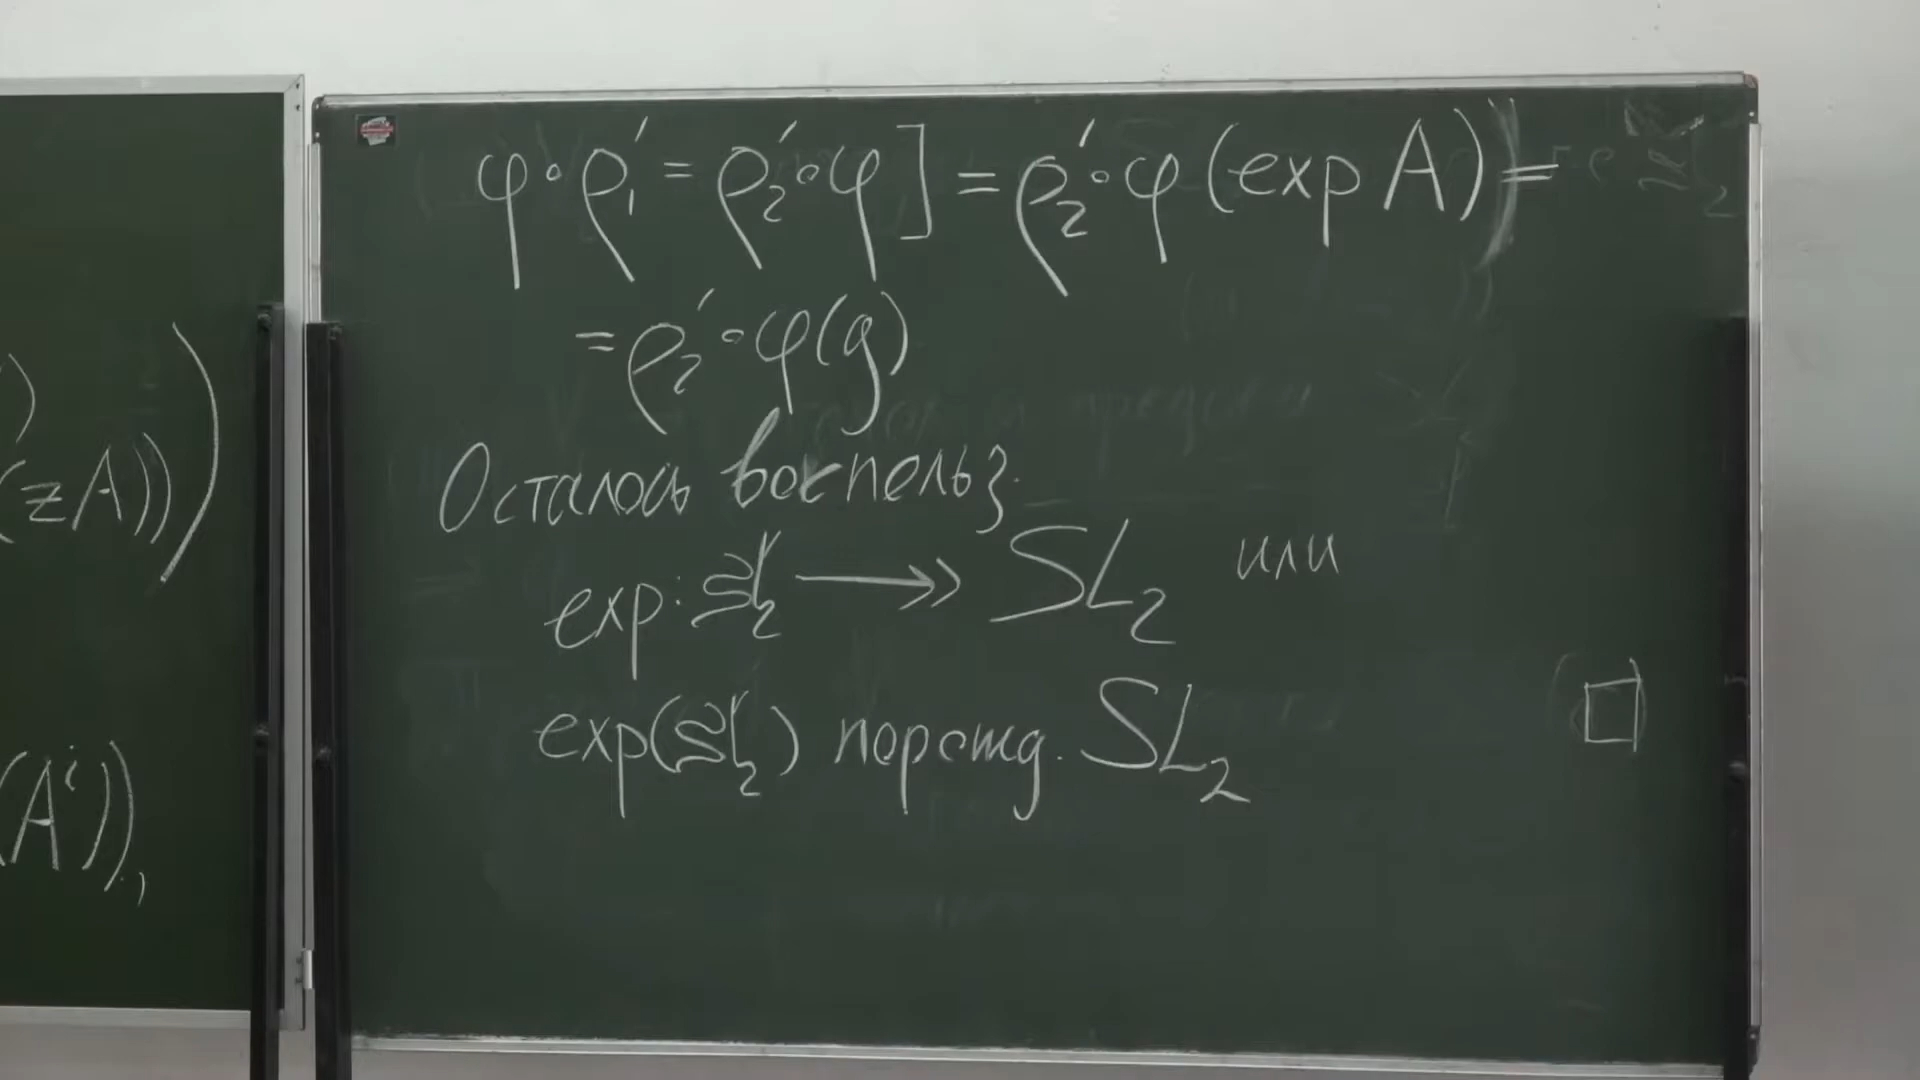 )
(zA)))
(Aⁱ)),
φ∘ρ₁′ = ρ₂′∘φ] = ρ₂′∘φ(exp A) =
= ρ₂′∘φ(g)
Осталось воспольз.
exp: 𝔰𝔩₂ ↠ SL₂ или
exp(𝔰𝔩₂) порожд. SL₂ □